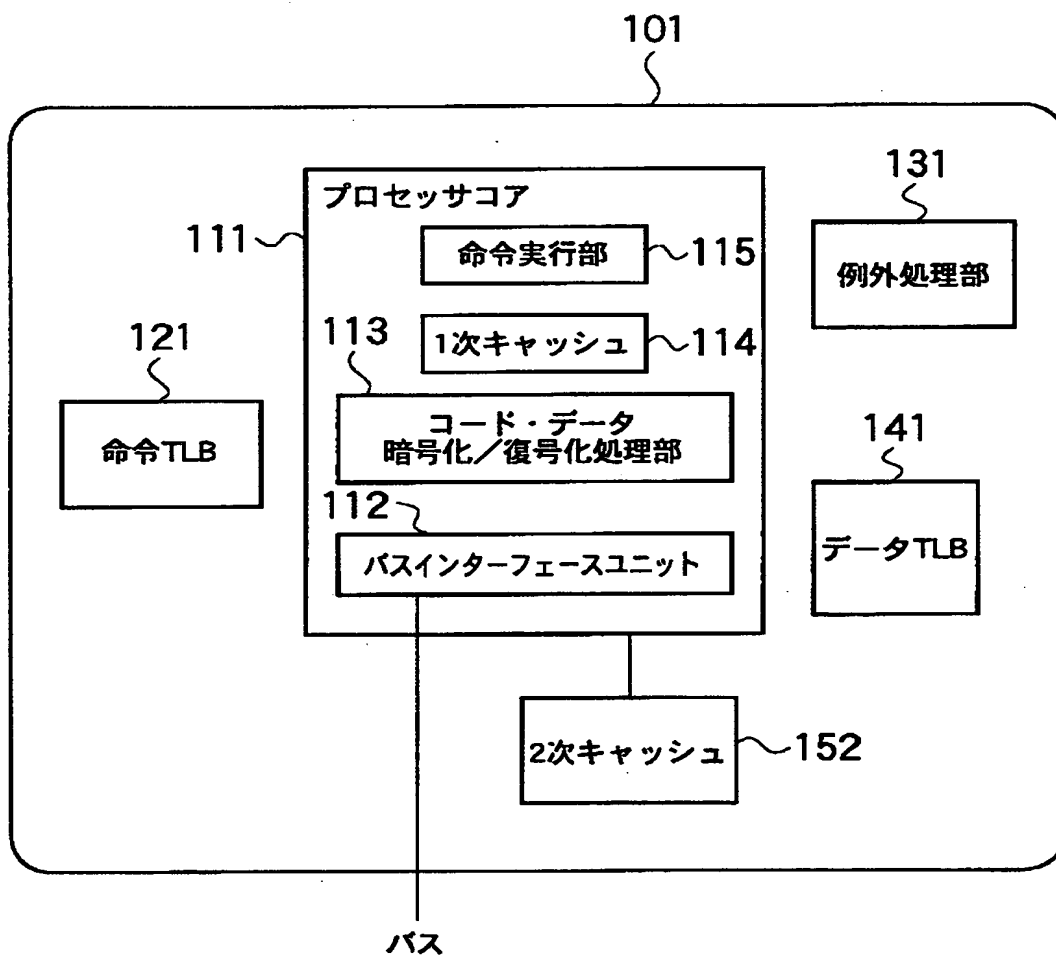 101
プロセッサコア
111
命令実行部
115
131
例外処理部
121
命令TLB
113
1次キャッシュ
114
コード・データ
暗号化/復号化処理部
141
データTLB
112
バスインターフェースユニット
2次キャッシュ
152
バス